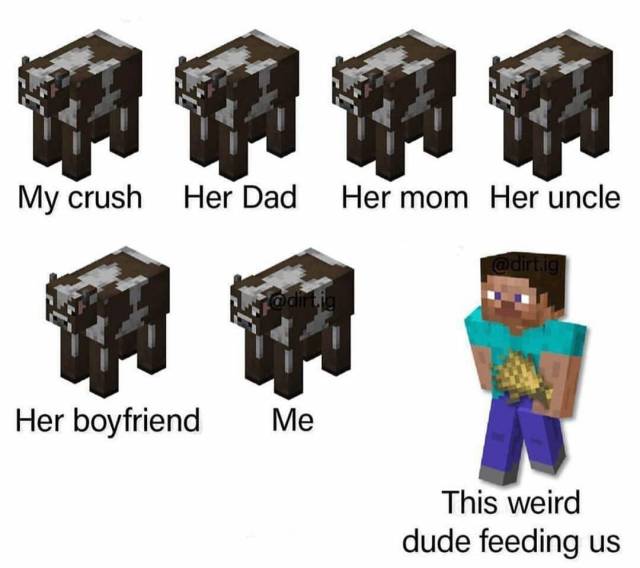 My crush
Her Dad
Her mom
Her uncle
@dirt.ig
@dirt.ig
Her boyfriend
Me
This weird
dude feeding us